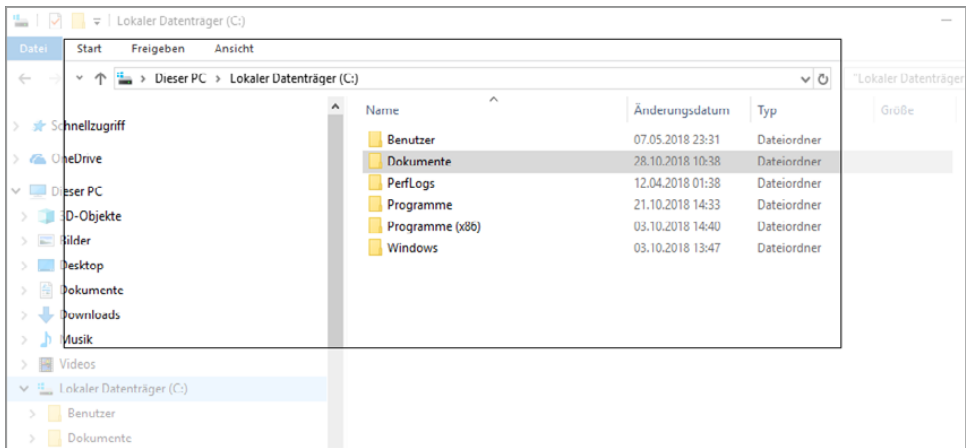 Lokaler Datenträger (C:)
Datei Start Freigeben Ansicht
Dieser PC Lokaler Datenträger (C:) "Lokaler Datenträger
Name Änderungsdatum Typ Größe
Schnellzugriff
OneDrive
Dieser PC
3D-Objekte
Bilder
Desktop
Dokumente
Downloads
Musik
Videos
Lokaler Datenträger (C:)
Benutzer
Dokumente
Benutzer 07.05.2018 23:31 Dateiordner
Dokumente 28.10.2018 10:38 Dateiordner
PerfLogs 12.04.2018 01:38 Dateiordner
Programme 21.10.2018 14:33 Dateiordner
Programme (x86) 03.10.2018 14:40 Dateiordner
Windows 03.10.2018 13:47 Dateiordner